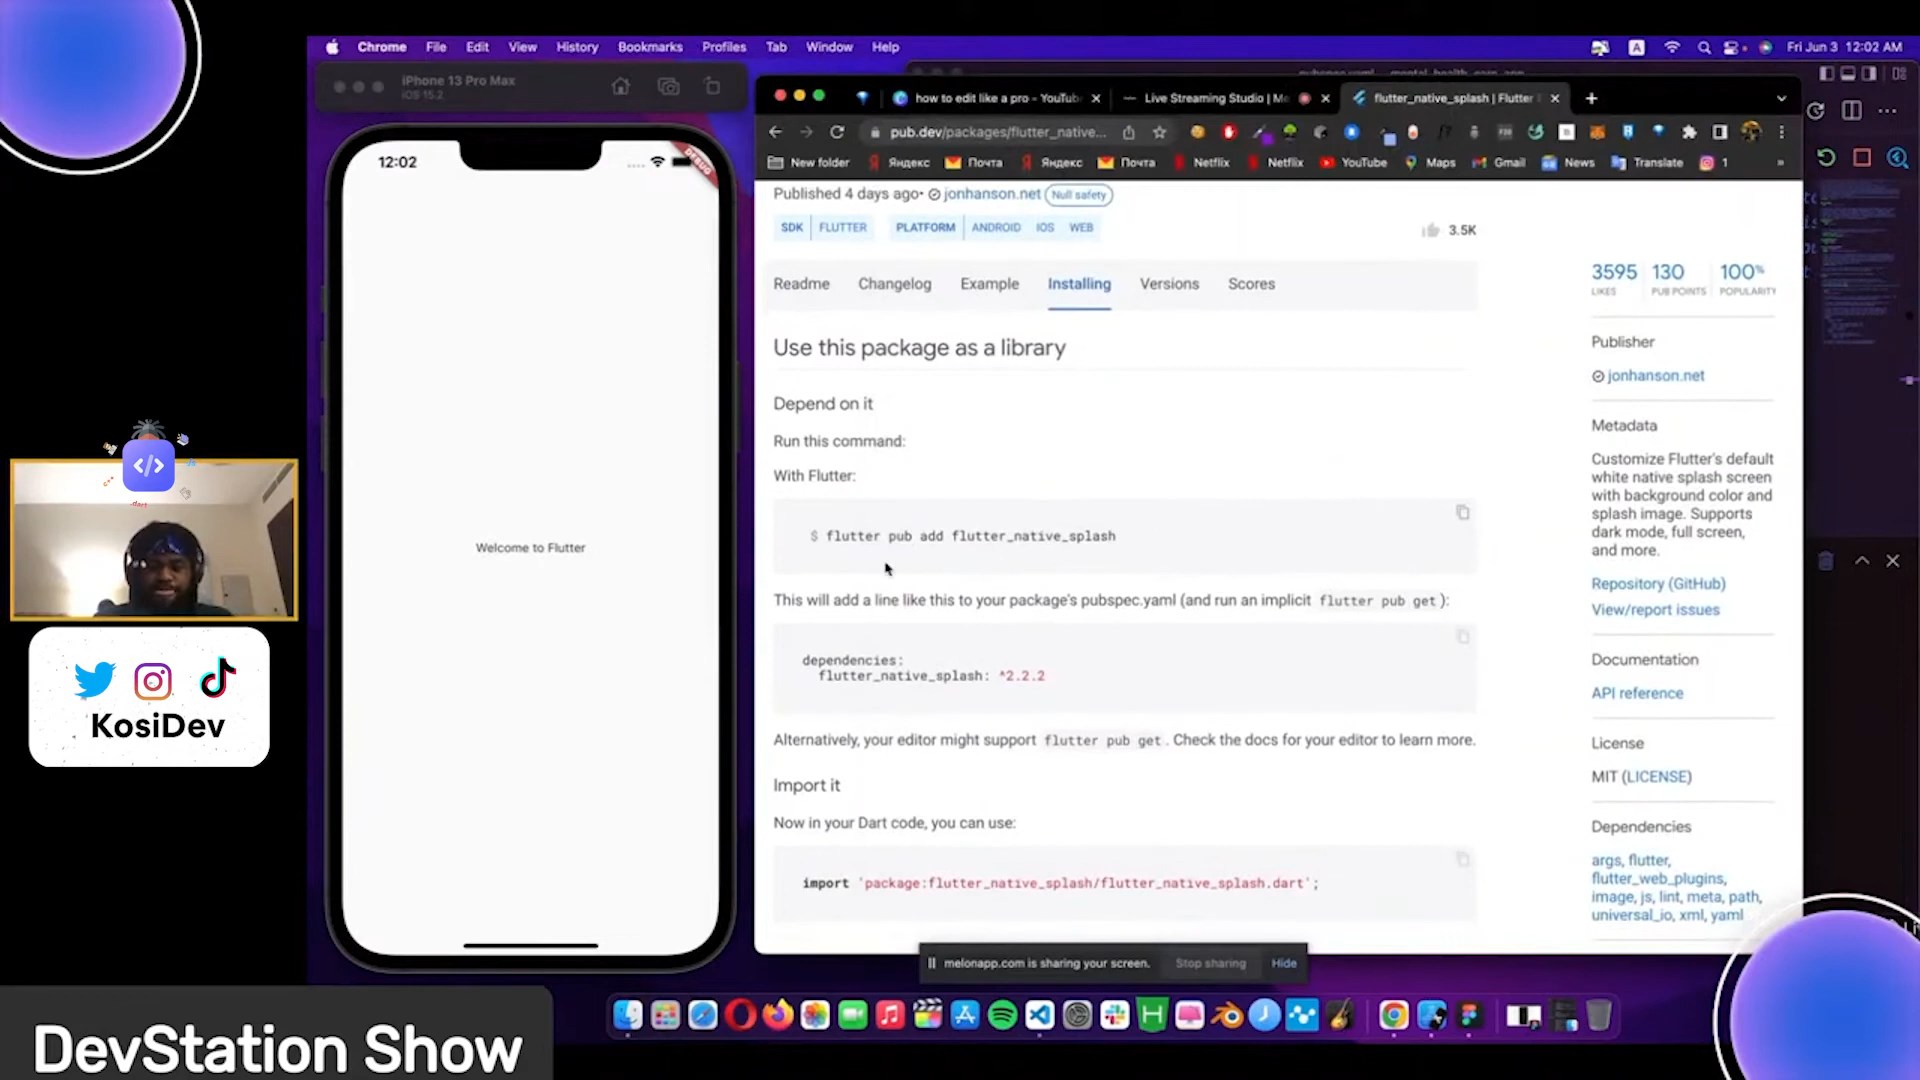 Chrome File Edit View History Bookmarks Profiles Tab Window Help
A Fri Jun 3 12:02 AM
iPhone 13 Pro Max
iOS 15.2
how to edit like a pro - YouTub
Live Streaming Studio | M
flutter_native_splash | Flutter
pub.dev/packages/flutter_native...
New folder Яндекс Почта Яндекс Почта Netflix Netflix YouTube Maps Gmail News Translate 1 »
12:02
DEBUG
Welcome to Flutter
Published 4 days ago • jonhanson.net Null safety
SDK FLUTTER PLATFORM ANDROID IOS WEB
3.5K
Readme Changelog Example Installing Versions Scores
Use this package as a library
Depend on it
Run this command:
With Flutter:
$ flutter pub add flutter_native_splash
This will add a line like this to your package's pubspec.yaml (and run an implicit flutter pub get):
dependencies:
flutter_native_splash: ^2.2.2
Alternatively, your editor might support flutter pub get. Check the docs for your editor to learn more.
Import it
Now in your Dart code, you can use:
import 'package:flutter_native_splash/flutter_native_splash.dart';
3595 130 100%
LIKES PUB POINTS POPULARITY
Publisher
jonhanson.net
Metadata
Customize Flutter's default
white native splash screen
with background color and
splash image. Supports
dark mode, full screen,
and more.
Repository (GitHub)
View/report issues
Documentation
API reference
License
MIT (LICENSE)
Dependencies
args, flutter,
flutter_web_plugins,
image, js, lint, meta, path,
universal_io, xml, yaml
melonapp.com is sharing your screen. Stop sharing Hide
</>
KosiDev
DevStation Show